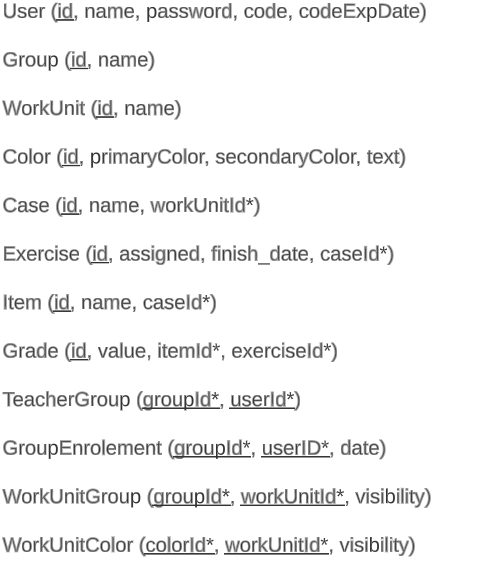 User (id, name, password, code, codeExpDate)
Group (id, name)
WorkUnit (id, name)
Color (id, primaryColor, secondaryColor, text)
Case (id, name, workUnitId*)
Exercise (id, assigned, finish_date, caseId*)
Item (id, name, caseId*)
Grade (id, value, itemId*, exerciseId*)
TeacherGroup (groupId*, userId*)
GroupEnrolement (groupId*, userID*, date)
WorkUnitGroup (groupId*, workUnitId*, visibility)
WorkUnitColor (colorId*, workUnitId*, visibility)